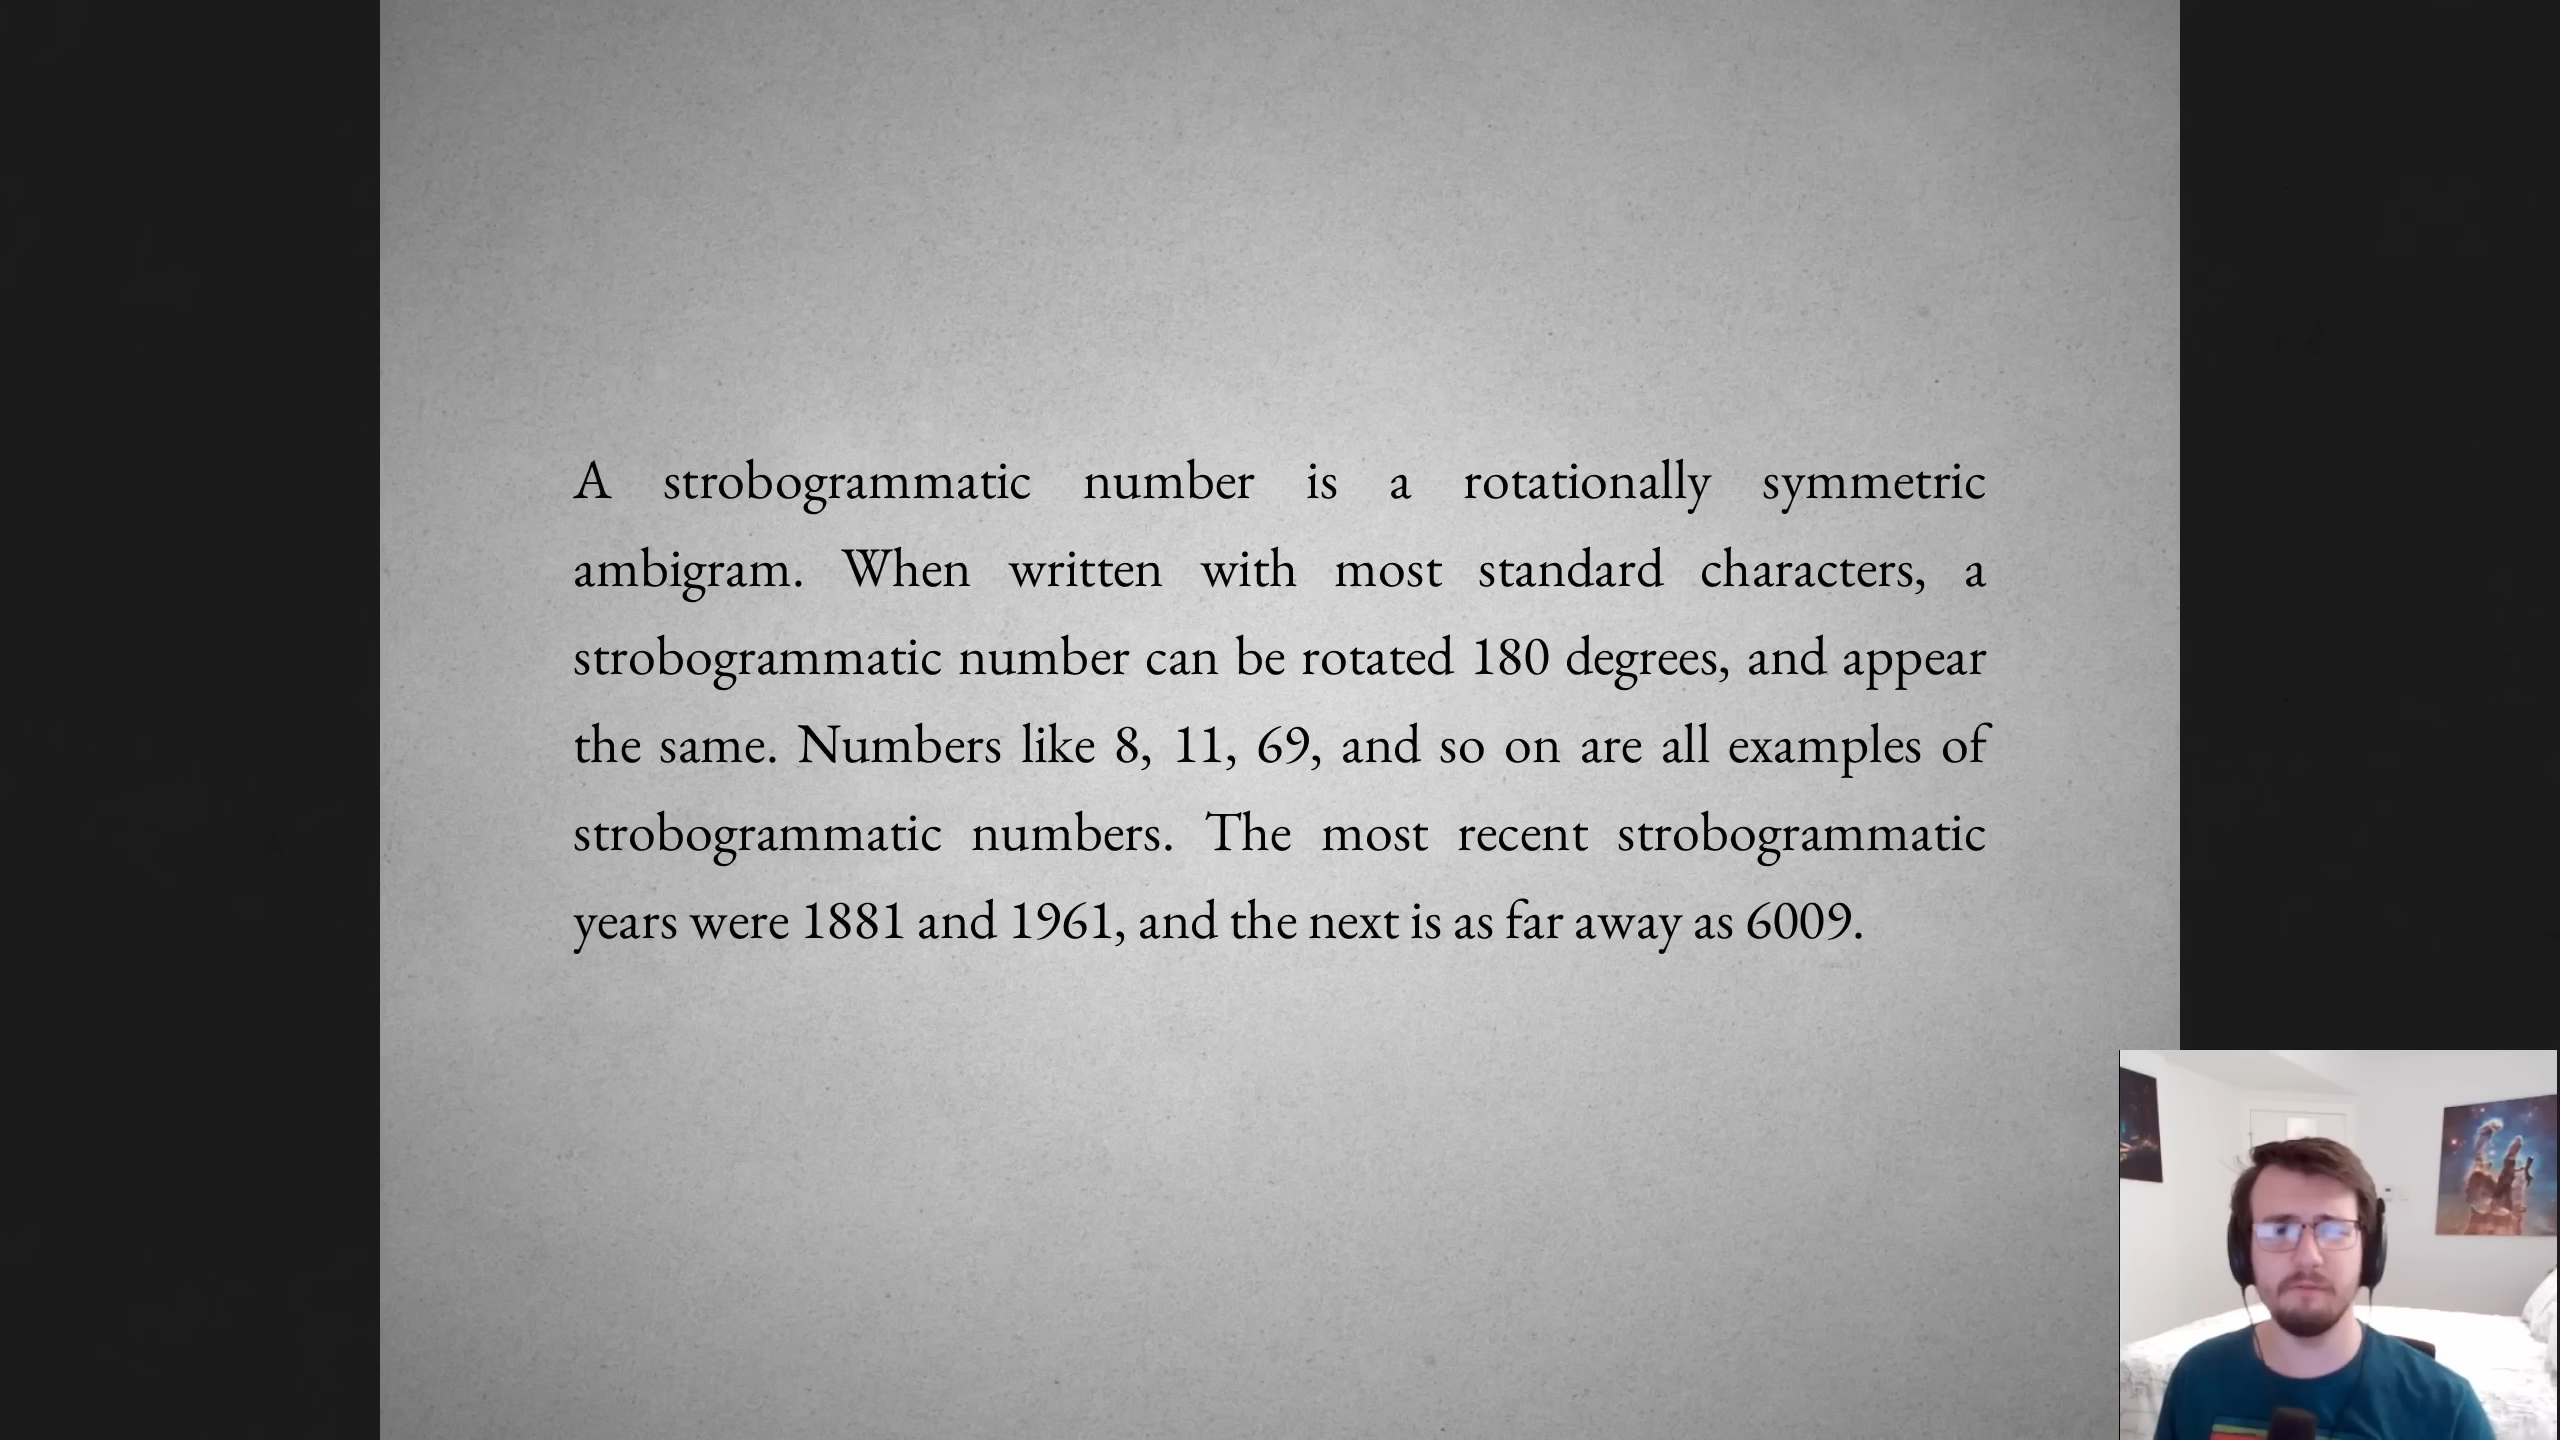 A strobogrammatic number is a rotationally symmetric
ambigram. When written with most standard characters, a
strobogrammatic number can be rotated 180 degrees, and appear
the same. Numbers like 8, 11, 69, and so on are all examples of
strobogrammatic numbers. The most recent strobogrammatic
years were 1881 and 1961, and the next is as far away as 6009.